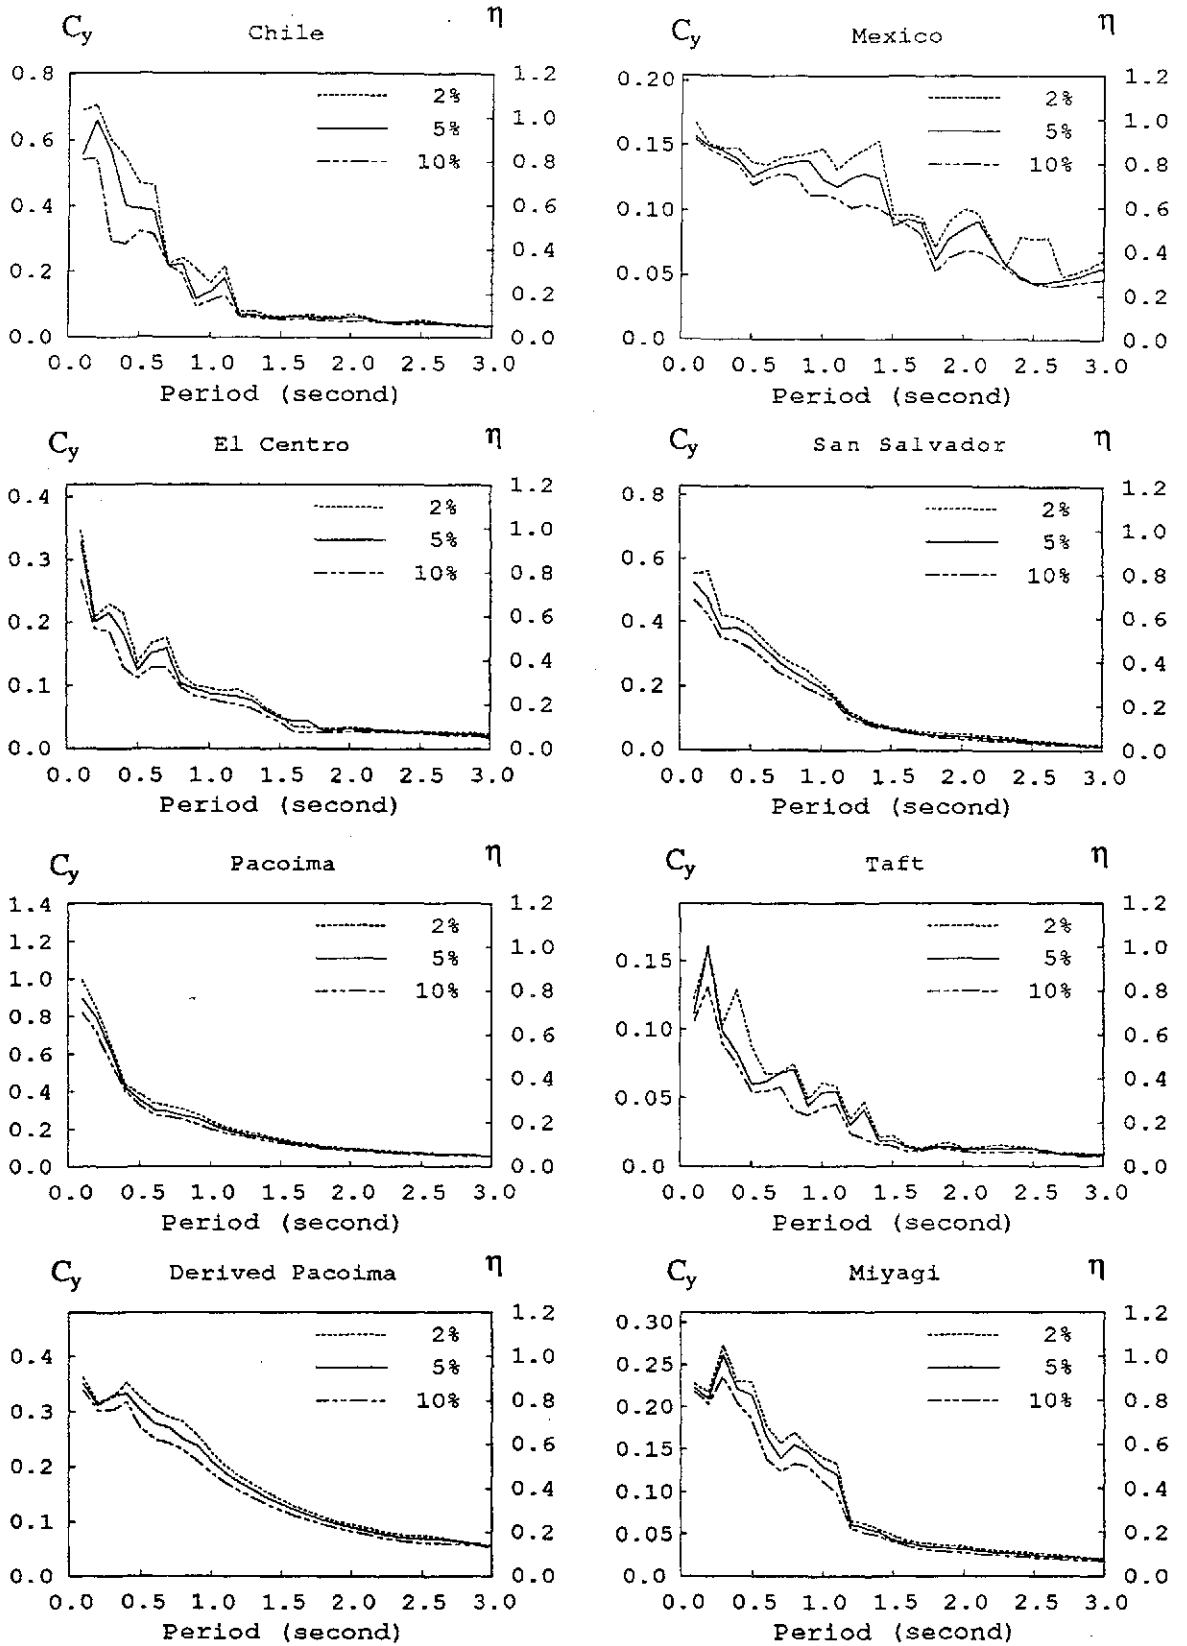 Cy Chile η
0.8 1.2
2% 1.0
0.6 5% 0.8
10%
0.4 0.6
0.4
0.2 0.2
0.0 0.0
0.0 0.5 1.0 1.5 2.0 2.5 3.0
Period (second)
Cy Mexico η
0.20 1.2
2% 1.0
0.15 5% 0.8
10%
0.10 0.6
0.4
0.05 0.2
0.0 0.0
0.0 0.5 1.0 1.5 2.0 2.5 3.0
Period (second)
Cy El Centro η
1.2
0.4 2% 1.0
0.3 5% 0.8
10%
0.2 0.6
0.4
0.1 0.2
0.0 0.0
0.0 0.5 1.0 1.5 2.0 2.5 3.0
Period (second)
Cy San Salvador η
0.8 1.2
2% 1.0
0.6 5% 0.8
10%
0.4 0.6
0.4
0.2 0.2
0.0 0.0
0.0 0.5 1.0 1.5 2.0 2.5 3.0
Period (second)
Cy Pacoima η
1.4 1.2
1.2 2% 1.0
1.0 5% 0.8
0.8 10% 0.6
0.6 0.4
0.4
0.2 0.2
0.0 0.0
0.0 0.5 1.0 1.5 2.0 2.5 3.0
Period (second)
Cy Taft η
1.2
2% 1.0
0.15 5% 0.8
10%
0.10 0.6
0.4
0.05 0.2
0.0 0.0
0.0 0.5 1.0 1.5 2.0 2.5 3.0
Period (second)
Cy Derived Pacoima η
1.2
2%
0.4 5% 1.0
10% 0.8
0.3 0.6
0.2 0.4
0.1 0.2
0.0 0.0
0.0 0.5 1.0 1.5 2.0 2.5 3.0
Period (second)
Cy Miyagi η
0.30 1.2
2%
0.25 5% 1.0
0.20 10% 0.8
0.15 0.6
0.10 0.4
0.05 0.2
0.0 0.0
0.0 0.5 1.0 1.5 2.0 2.5 3.0
Period (second)